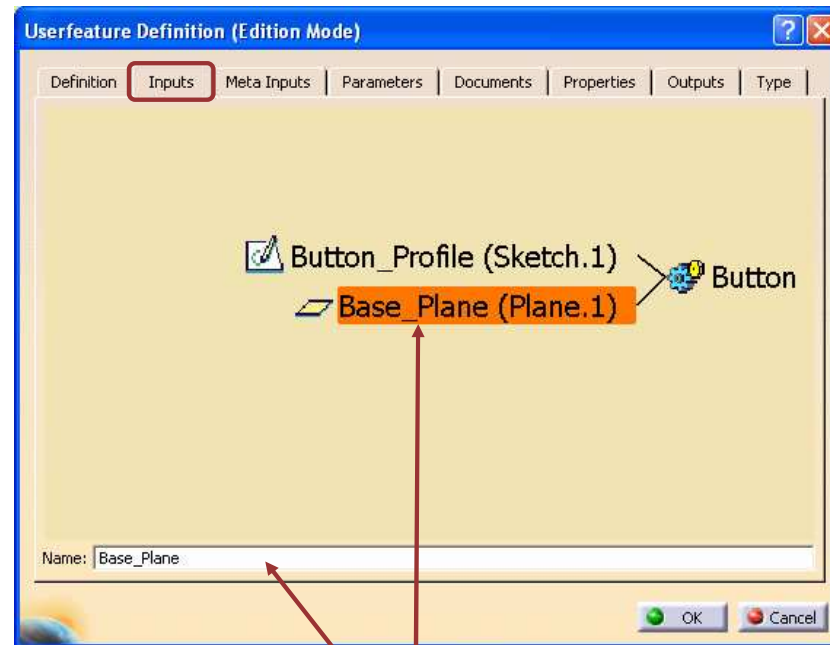 Userfeature Definition (Edition Mode)
Definition Inputs Meta Inputs Parameters Documents Properties Outputs Type
Button_Profile (Sketch.1)
Button
Base_Plane (Plane.1)
Name: Base_Plane
OK Cancel